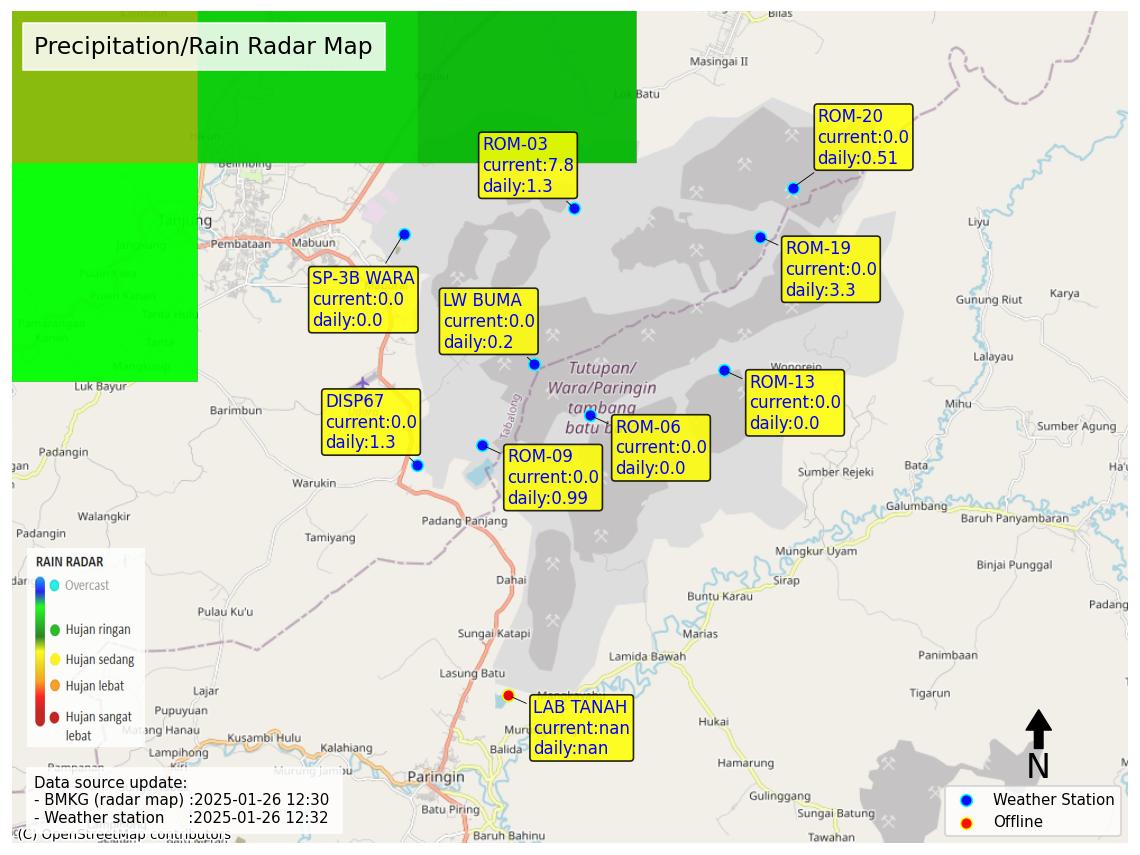 Precipitation/Rain Radar Map
Bilas
Masingai II
Batu
ROM-20
current:0.0
daily:0.51
ROM-03
current:7.8
daily:1.3
Belimbing
Tanjung
Pembataan
Mabuun
Liyu
ROM-19
current:0.0
daily:3.3
SP-3B WARA
current:0.0
daily:0.0
LW BUMA
current:0.0
daily:0.2
Gunung Riut
Karya
Lalayau
Luk Bayur
Tutupan/
Wara/Paringin
tambang
batu b
Tabalong
Wonorejo
ROM-13
current:0.0
daily:0.0
Mihu
Barimbun
DISP67
current:0.0
daily:1.3
ROM-06
current:0.0
daily:0.0
Sumber Agung
Padangin
ROM-09
current:0.0
daily:0.99
Bata
Ha'u
Sumber Rejeki
Warukin
Galumbang
Baruh Panyambaran
Walangkir
Padang Panjang
Padangin
Tamiyang
Mungkur Uyam
Binjai Punggal
RAIN RADAR
Overcast
Hujan ringan
Hujan sedang
Hujan lebat
Hujan sangat
lebat
Dahai
Sirap
Buntu Karau
Padang
Pulau Ku'u
Sungai Katapi
Marias
Lamida Bawah
Panimbaan
Lasung Batu
Lajar
Tigarun
Pupuyuan
LAB TANAH
current:nan
daily:nan
Hukai
Matang Hanau
Kusambi Hulu
Kalahiang
Balida
Lampihong
Hamarung
Murung Jambu
Paringin
N
Gulinggang
Batu Piring
Sungai Batung
Baruh Bahinu
Tawahan
Data source update:
- BMKG (radar map) :2025-01-26 12:30
- Weather station :2025-01-26 12:32
(C) OpenStreetMap contributors
Weather Station
Offline